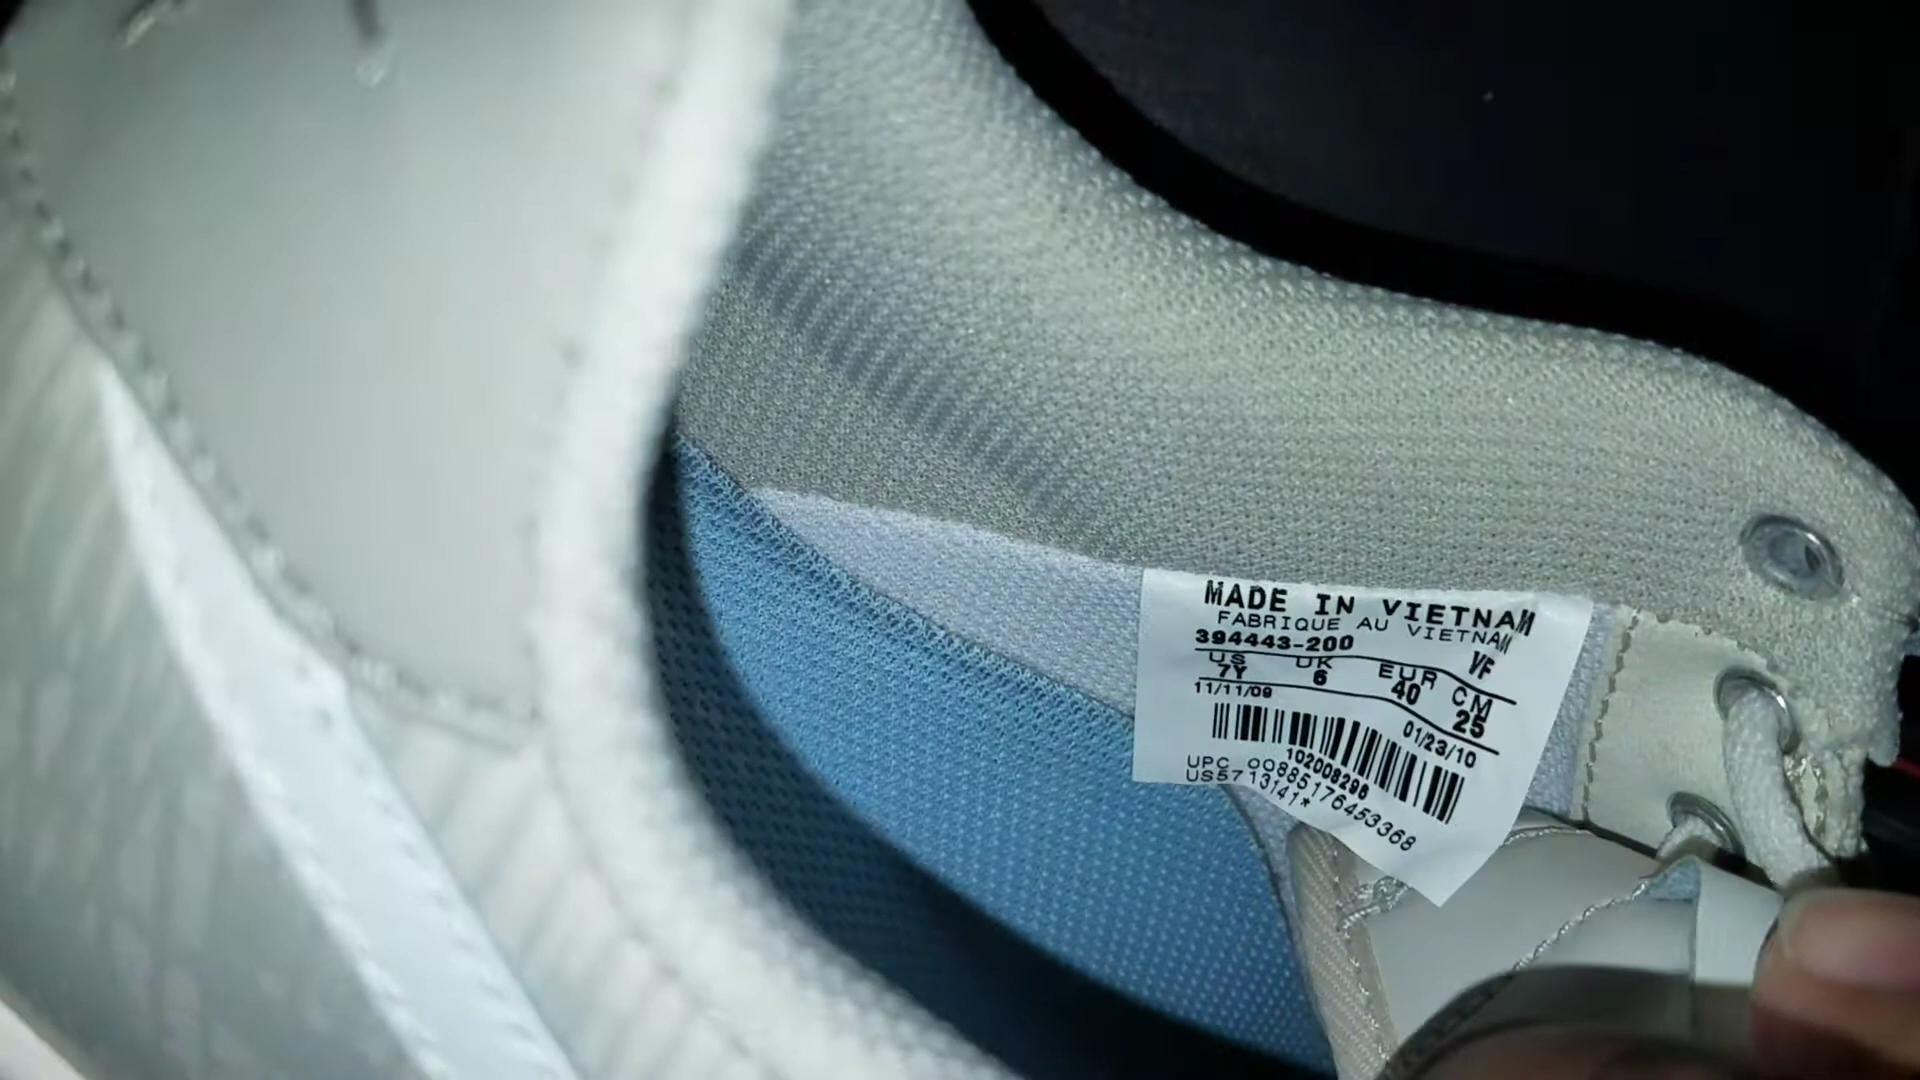 MADE IN VIETNAM
FABRIQUE AU VIETNAM
394443-200 VF
US UK EUR CM
7Y 6 40 25
11/11/09 01/23/10
102008296
UPC 00885176453368
US5713141*